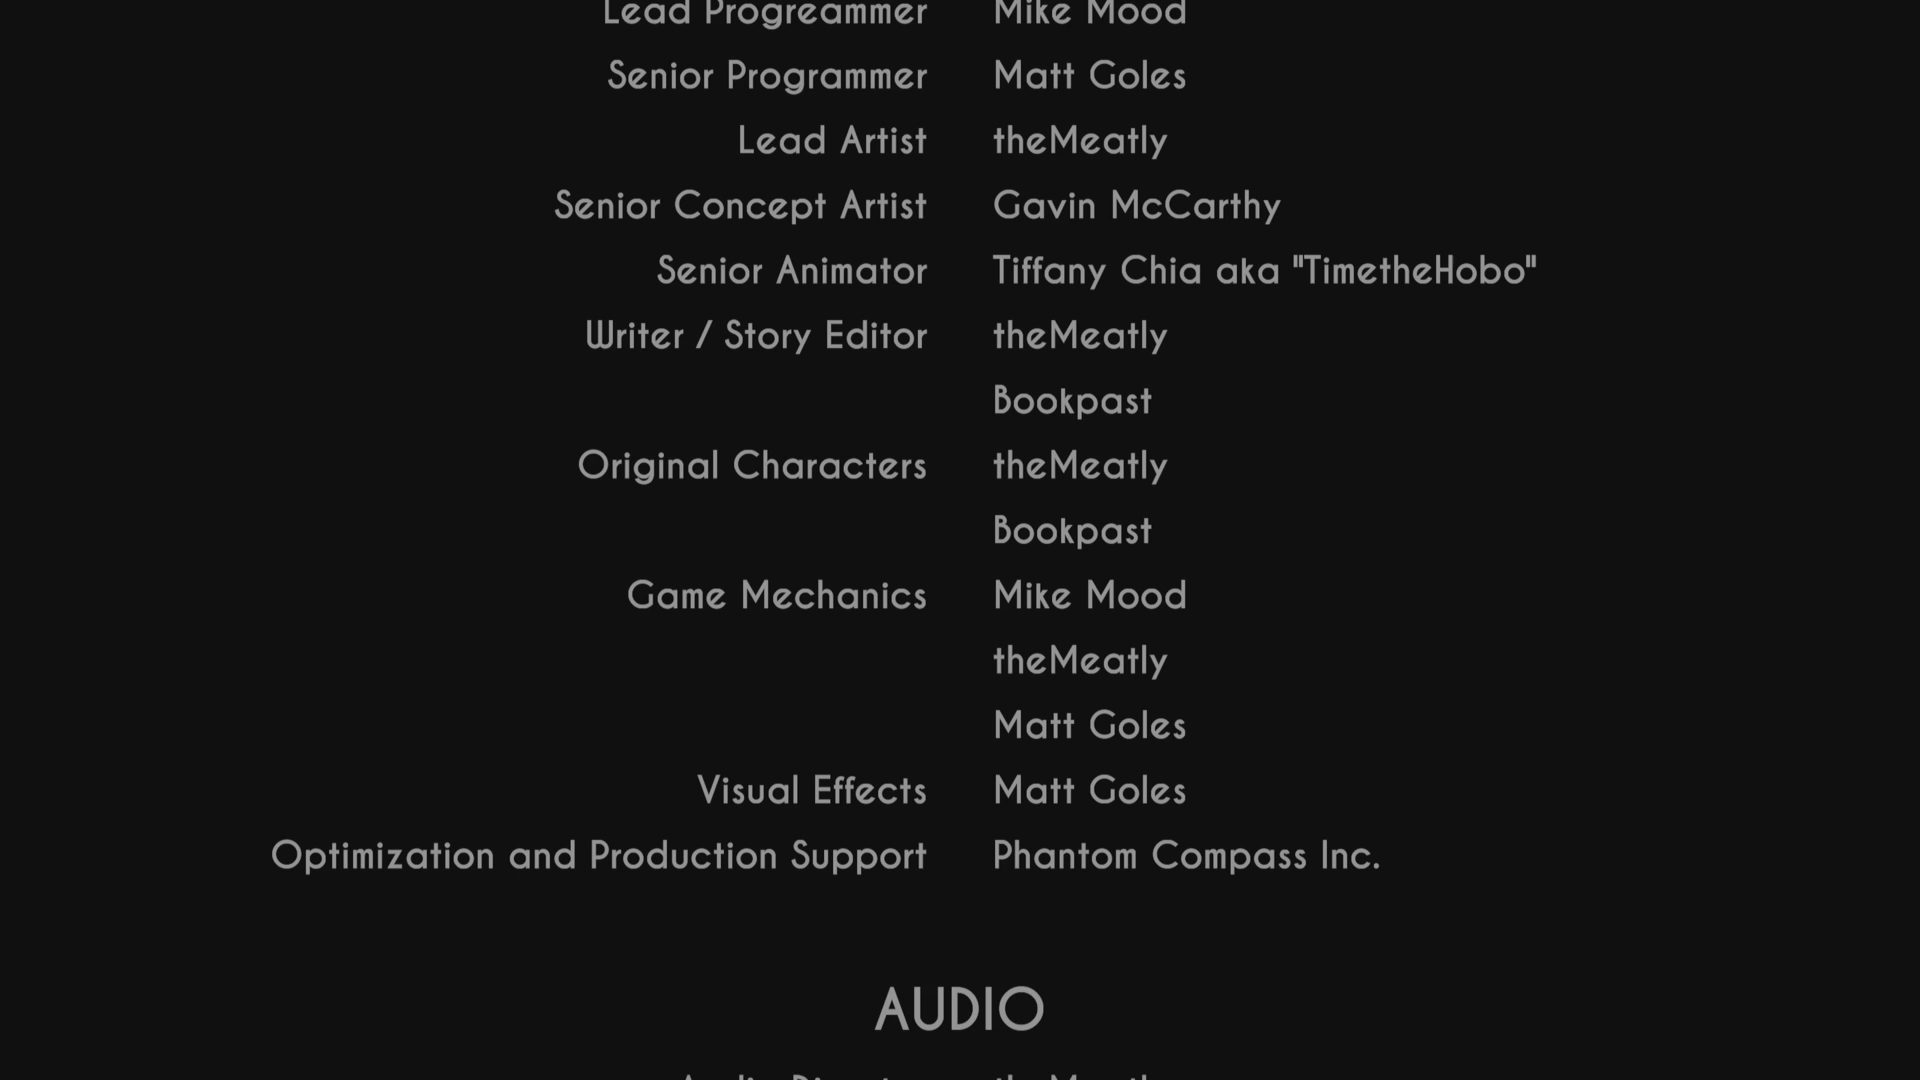 Lead Progreammer Mike Mood
Senior Programmer Matt Goles
Lead Artist theMeatly
Senior Concept Artist Gavin McCarthy
Senior Animator Tiffany Chia aka "TimetheHobo"
Writer / Story Editor theMeatly
Bookpast
Original Characters theMeatly
Bookpast
Game Mechanics Mike Mood
theMeatly
Matt Goles
Visual Effects Matt Goles
Optimization and Production Support Phantom Compass Inc.
AUDIO